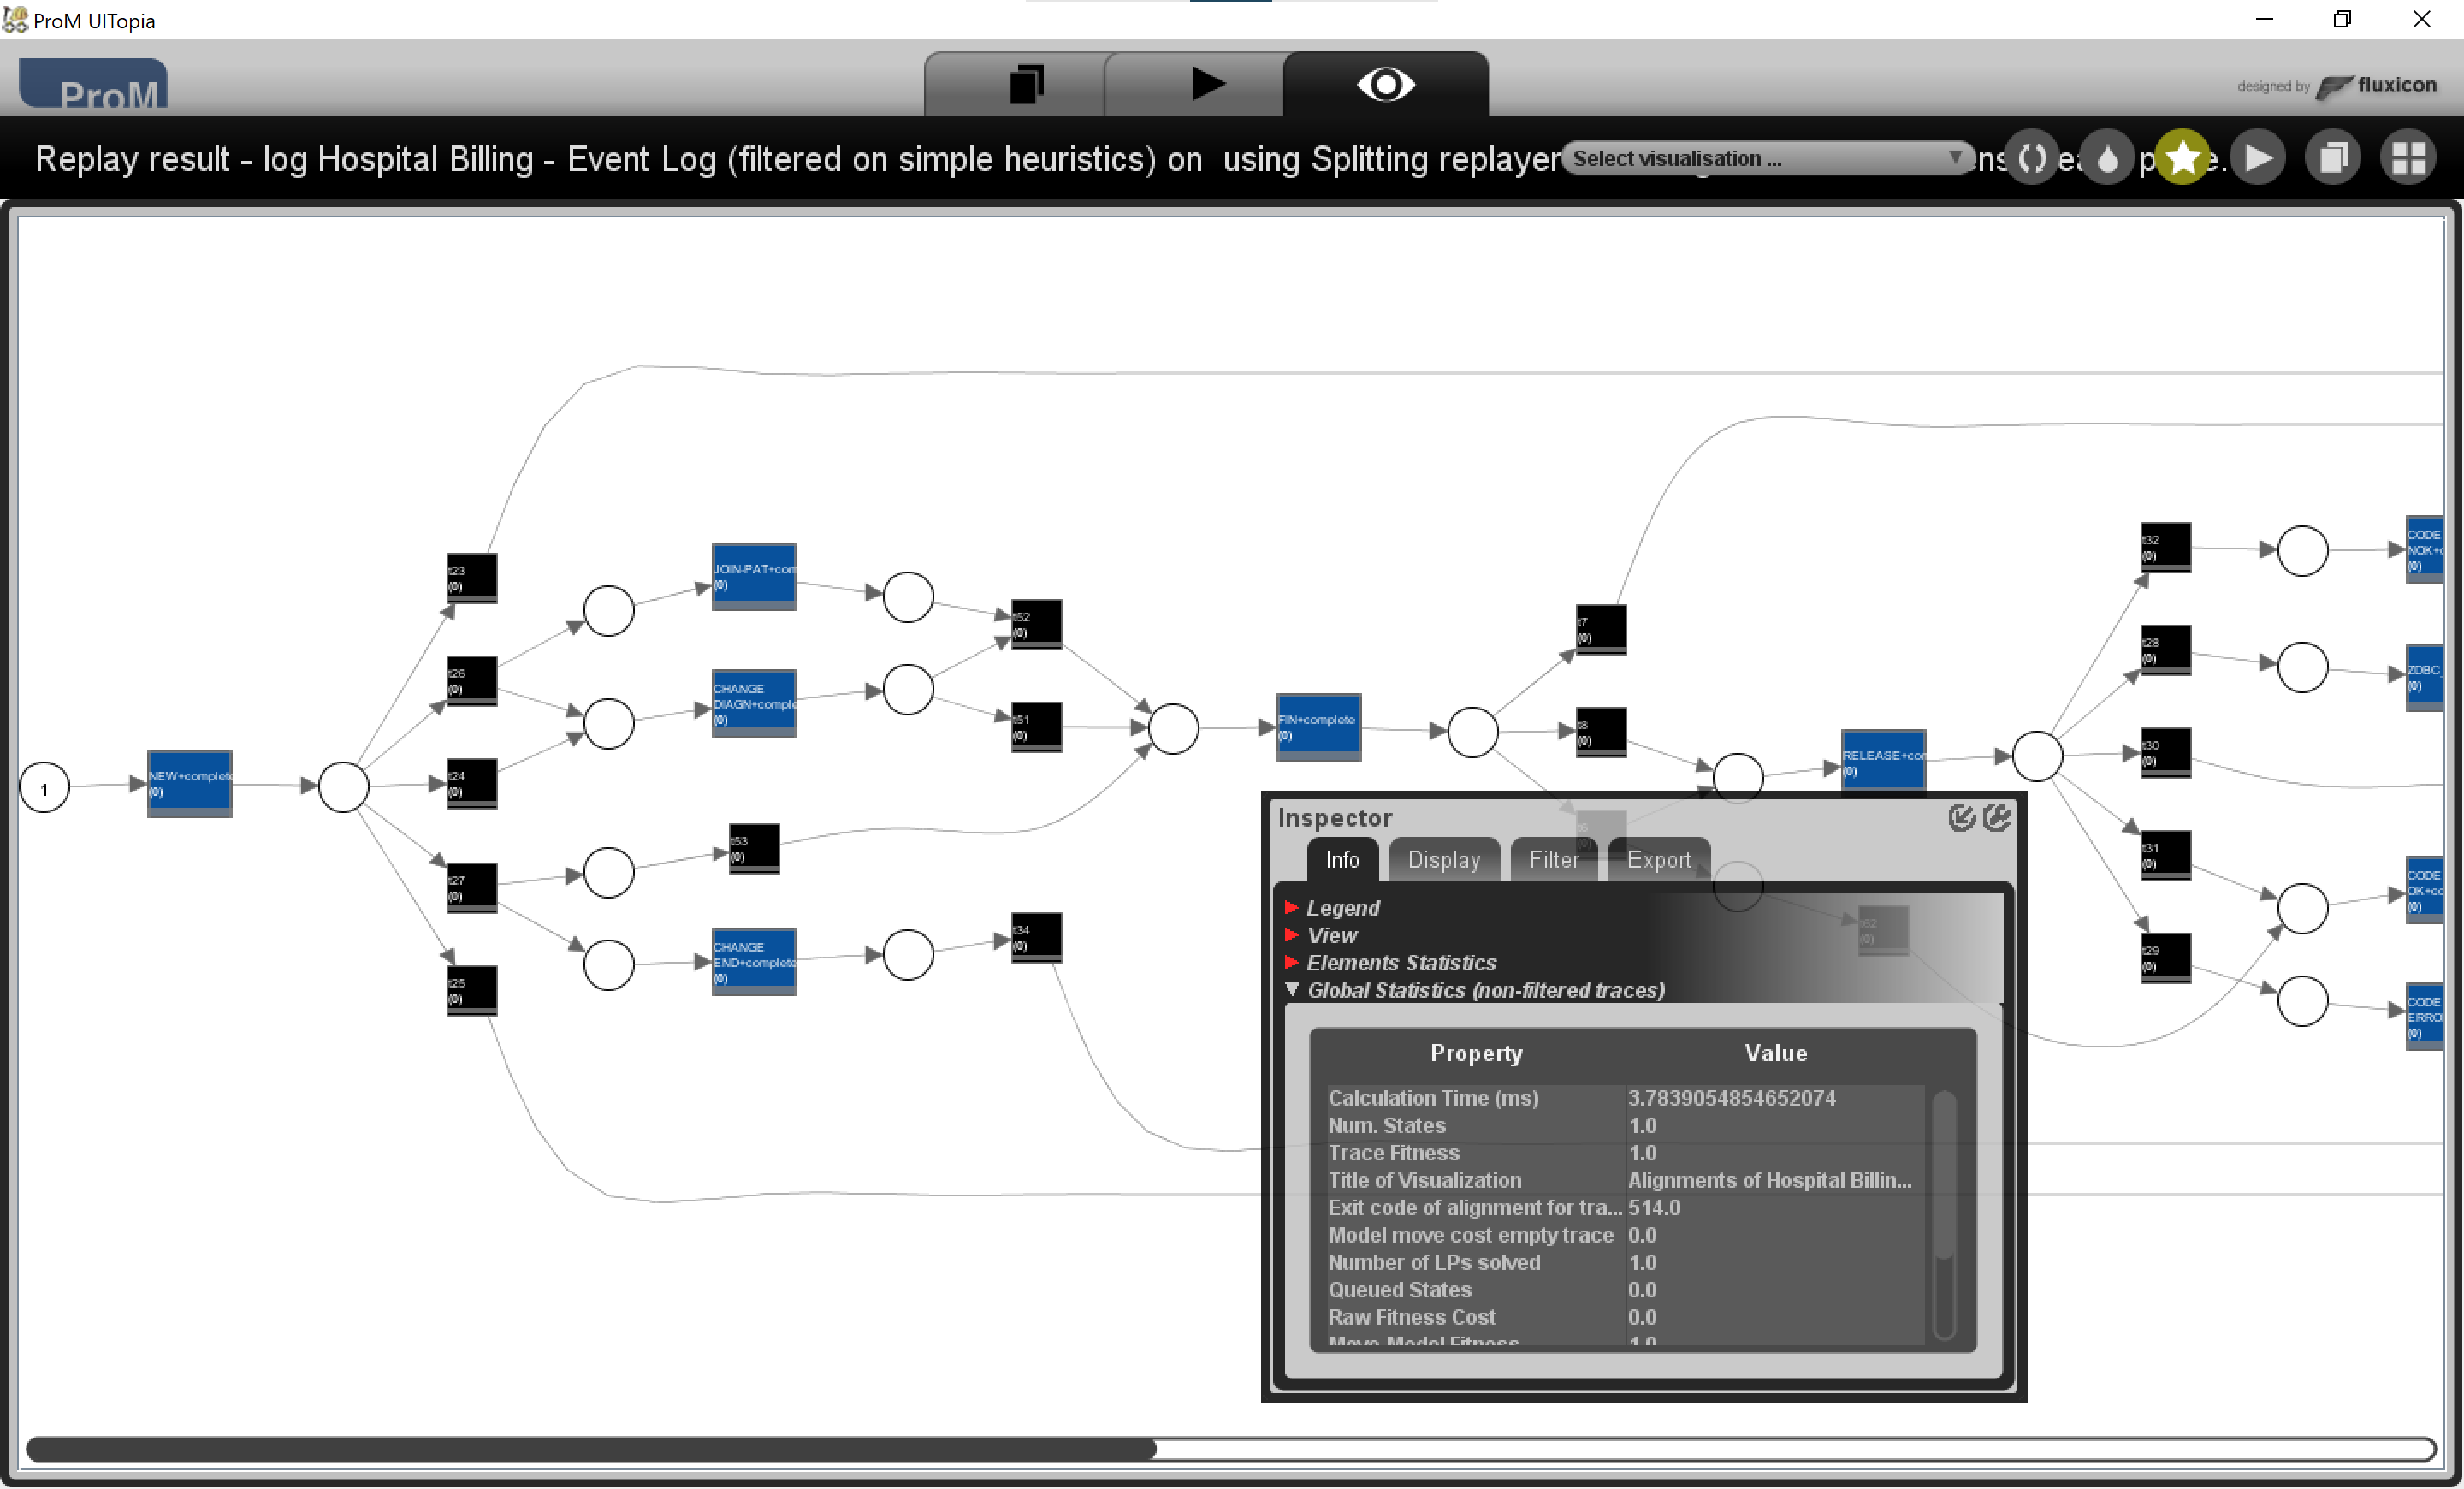 ProM UITopia
ProM
designed by fluxicon
Replay result - log Hospital Billing - Event Log (filtered on simple heuristics) on using Splitting replayer
Select visualisation ...
t23
(0)
t26
(0)
t24
(0)
t27
(0)
t25
(0)
1
NEW+complete
(0)
JOIN-PAT+com
(0)
CHANGE
DIAGN+comple
(0)
t53
(0)
CHANGE
END+complete
(0)
t52
(0)
t51
(0)
t34
(0)
FIN+complete
(0)
t7
(0)
t8
(0)
t6
(0)
RELEASE+com
(0)
t62
(0)
t32
(0)
t28
(0)
t30
(0)
t31
(0)
t29
(0)
CODE
NOK+c
(0)
ZDBC_
(0)
CODE
OK+co
(0)
CODE
ERRO
(0)
Inspector
Info Display Filter Export
Legend
View
Elements Statistics
Global Statistics (non-filtered traces)
Property Value
Calculation Time (ms) 3.7839054854652074
Num. States 1.0
Trace Fitness 1.0
Title of Visualization Alignments of Hospital Billin...
Exit code of alignment for tra... 514.0
Model move cost empty trace 0.0
Number of LPs solved 1.0
Queued States 0.0
Raw Fitness Cost 0.0
Move-Model Fitness 1.0